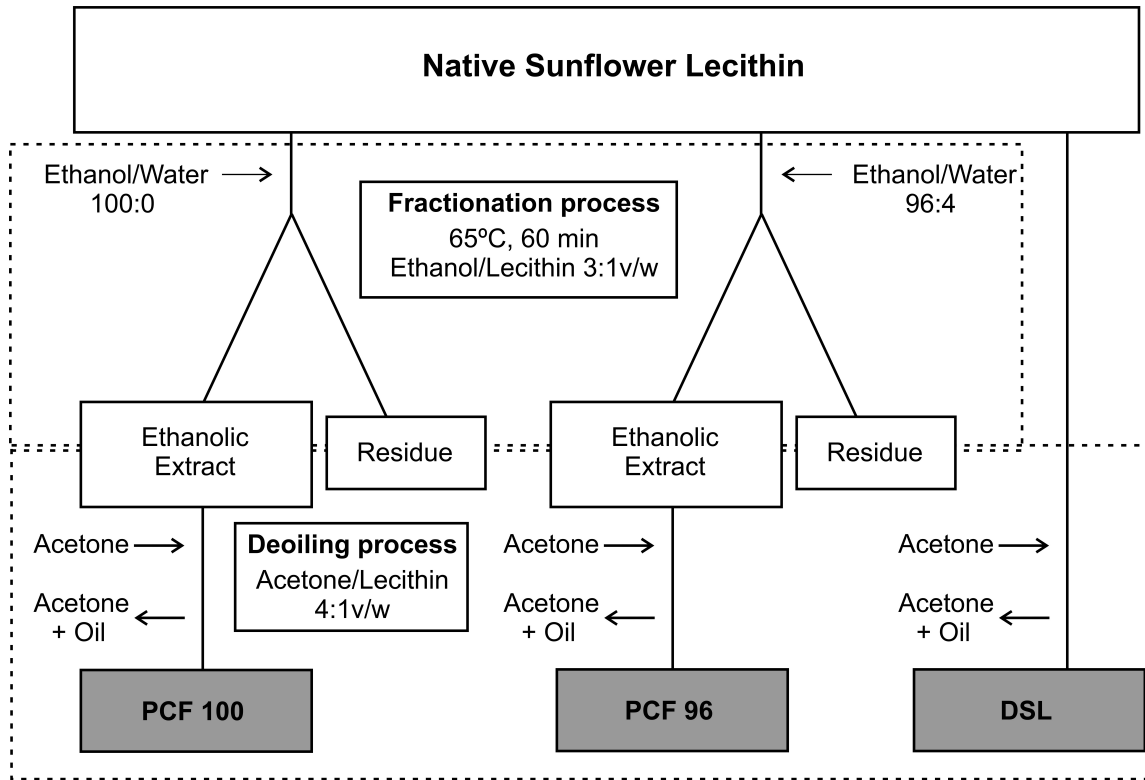 Native Sunflower Lecithin
Ethanol/Water
100:0
Fractionation process
65ºC, 60 min
Ethanol/Lecithin 3:1v/w
Ethanol/Water
96:4
Ethanolic
Extract
Residue
Ethanolic
Extract
Residue
Acetone
Acetone
+ Oil
Deoiling process
Acetone/Lecithin
4:1v/w
Acetone
Acetone
+ Oil
Acetone
Acetone
+ Oil
PCF 100
PCF 96
DSL